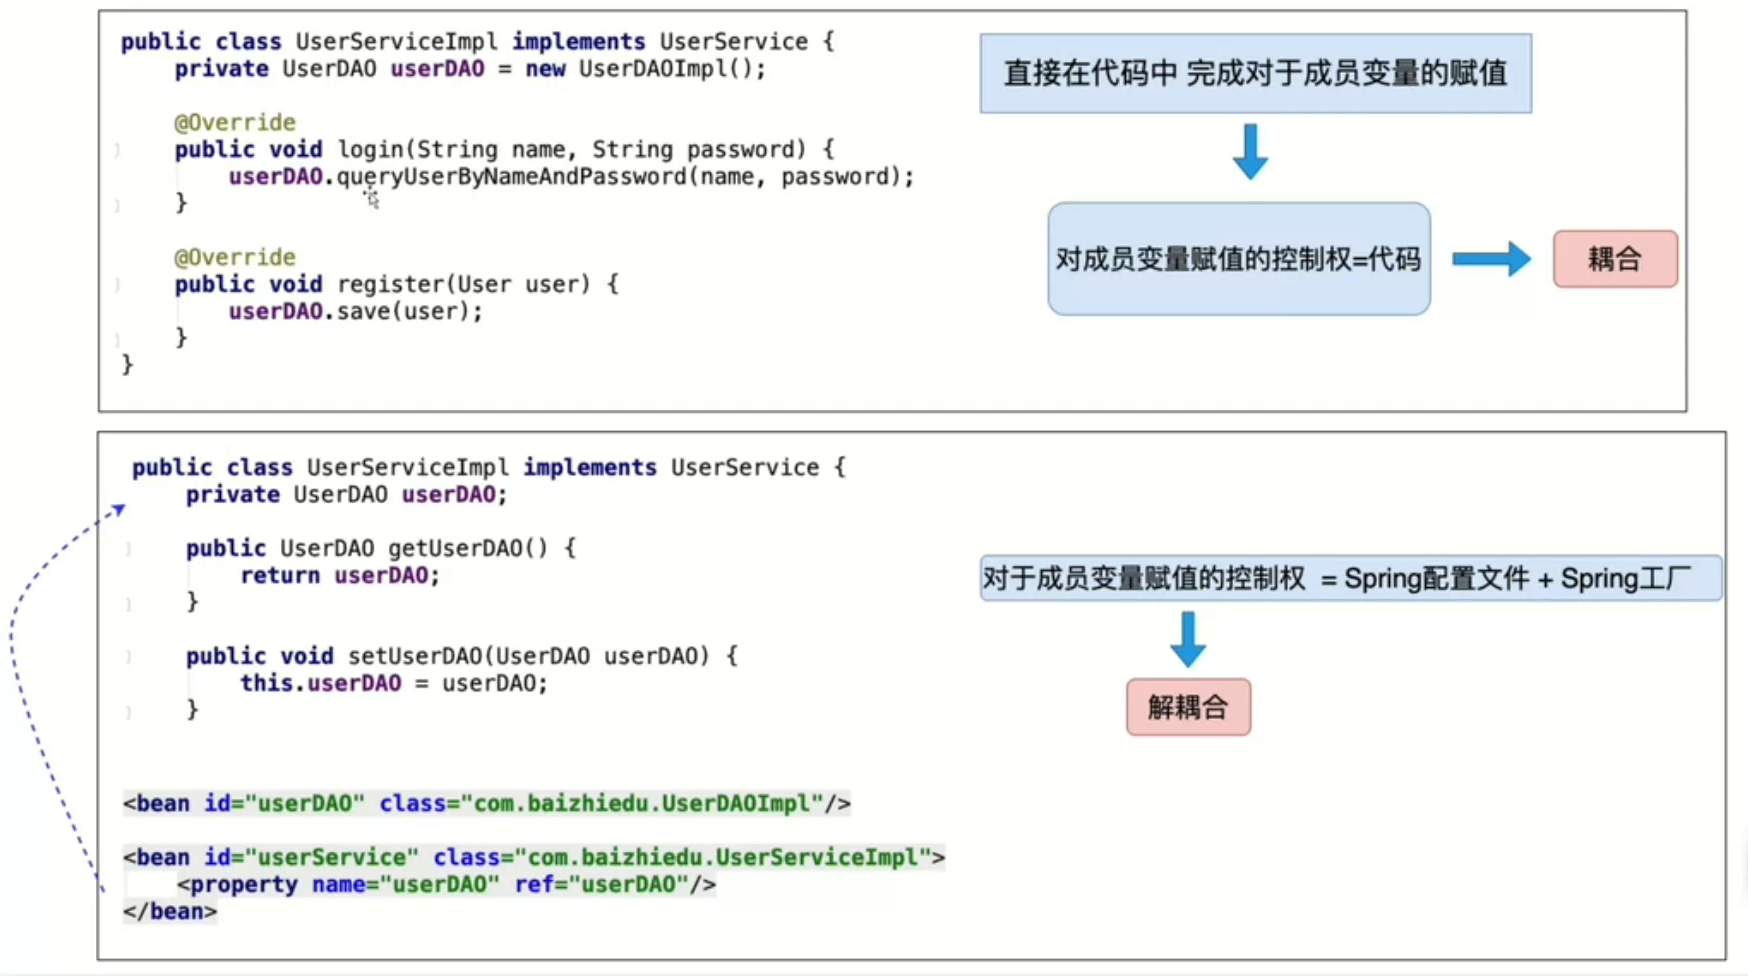 public class UserServiceImpl implements UserService {
private UserDAO userDAO = new UserDAOImpl();
@Override
public void login(String name, String password) {
userDAO.queryUserByNameAndPassword(name, password);
}
@Override
public void register(User user) {
userDAO.save(user);
}
}
直接在代码中 完成对于成员变量的赋值
对成员变量赋值的控制权=代码
耦合
public class UserServiceImpl implements UserService {
private UserDAO userDAO;
public UserDAO getUserDAO() {
return userDAO;
}
public void setUserDAO(UserDAO userDAO) {
this.userDAO = userDAO;
}
<bean id="userDAO" class="com.baizhiedu.UserDAOImpl"/>
<bean id="userService" class="com.baizhiedu.UserServiceImpl">
<property name="userDAO" ref="userDAO"/>
</bean>
对于成员变量赋值的控制权 = Spring配置文件 + Spring工厂
解耦合